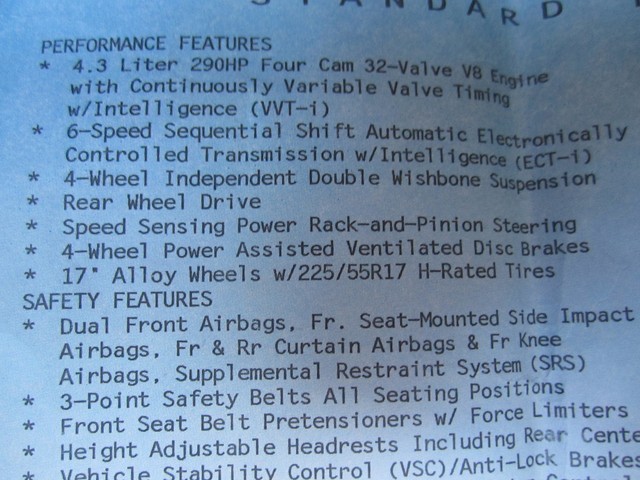 STANDARD
PERFORMANCE FEATURES
* 4.3 Liter 290HP Four Cam 32-Valve V8 Engine
with Continuously Variable Valve Timing
w/Intelligence (VVT-i)
* 6-Speed Sequential Shift Automatic Electronically
Controlled Transmission w/Intelligence (ECT-i)
* 4-Wheel Independent Double Wishbone Suspension
* Rear Wheel Drive
* Speed Sensing Power Rack-and-Pinion Steering
* 4-Wheel Power Assisted Ventilated Disc Brakes
* 17" Alloy Wheels w/225/55R17 H-Rated Tires
SAFETY FEATURES
* Dual Front Airbags, Fr. Seat-Mounted Side Impact
Airbags, Fr & Rr Curtain Airbags & Fr Knee
Airbags, Supplemental Restraint System (SRS)
* 3-Point Safety Belts All Seating Positions
* Front Seat Belt Pretensioners w/ Force Limiters
* Height Adjustable Headrests Including Rear Cente
* Vehicle Stability Control (VSC)/Anti-Lock Brakes